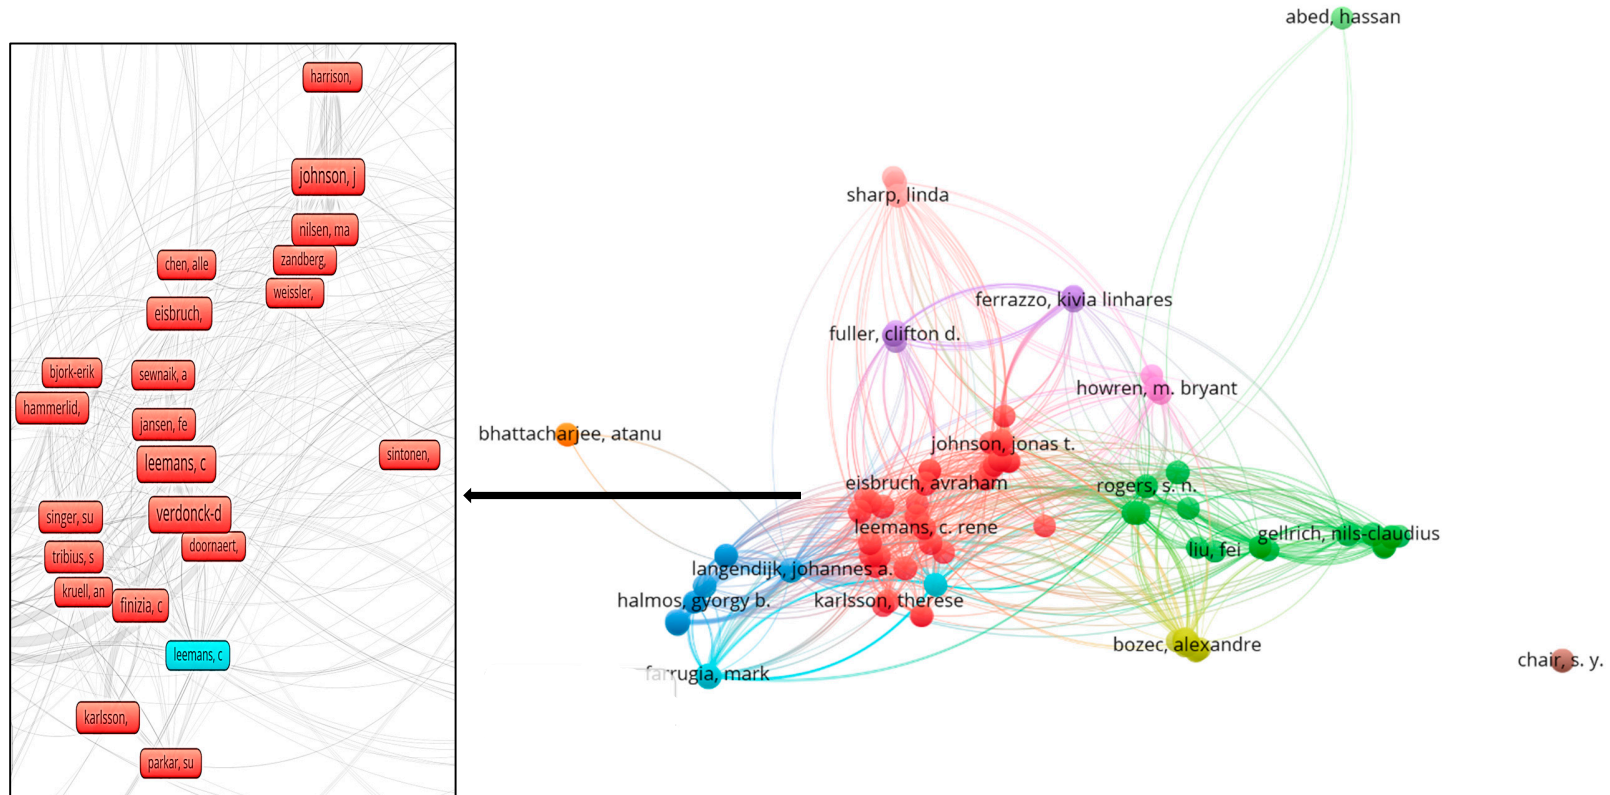 harrison,
johnson, j
nilsen, ma
zandberg,
chen, alle
weissler,
eisbruch,
bjork-erik
sewnaik, a
hammerlid,
jansen, fe
leemans, c
sintonen,
singer, su
verdonck-d
doornaert,
tribius, s
kruell, an
finizia, c
leemans, c
karlsson,
parkar, su
abed, hassan
sharp, linda
ferrazzo, kivia linhares
fuller, clifton d.
howren, m. bryant
bhattacharjee, atanu
johnson, jonas t.
eisbruch, avraham
rogers, s. n.
leemans, c. rene
gellrich, nils-claudius
liu, fei
langendijk, johannes a.
halmos, gyorgy b.
karlsson, therese
bozec, alexandre
chair, s. y.
farrugia, mark